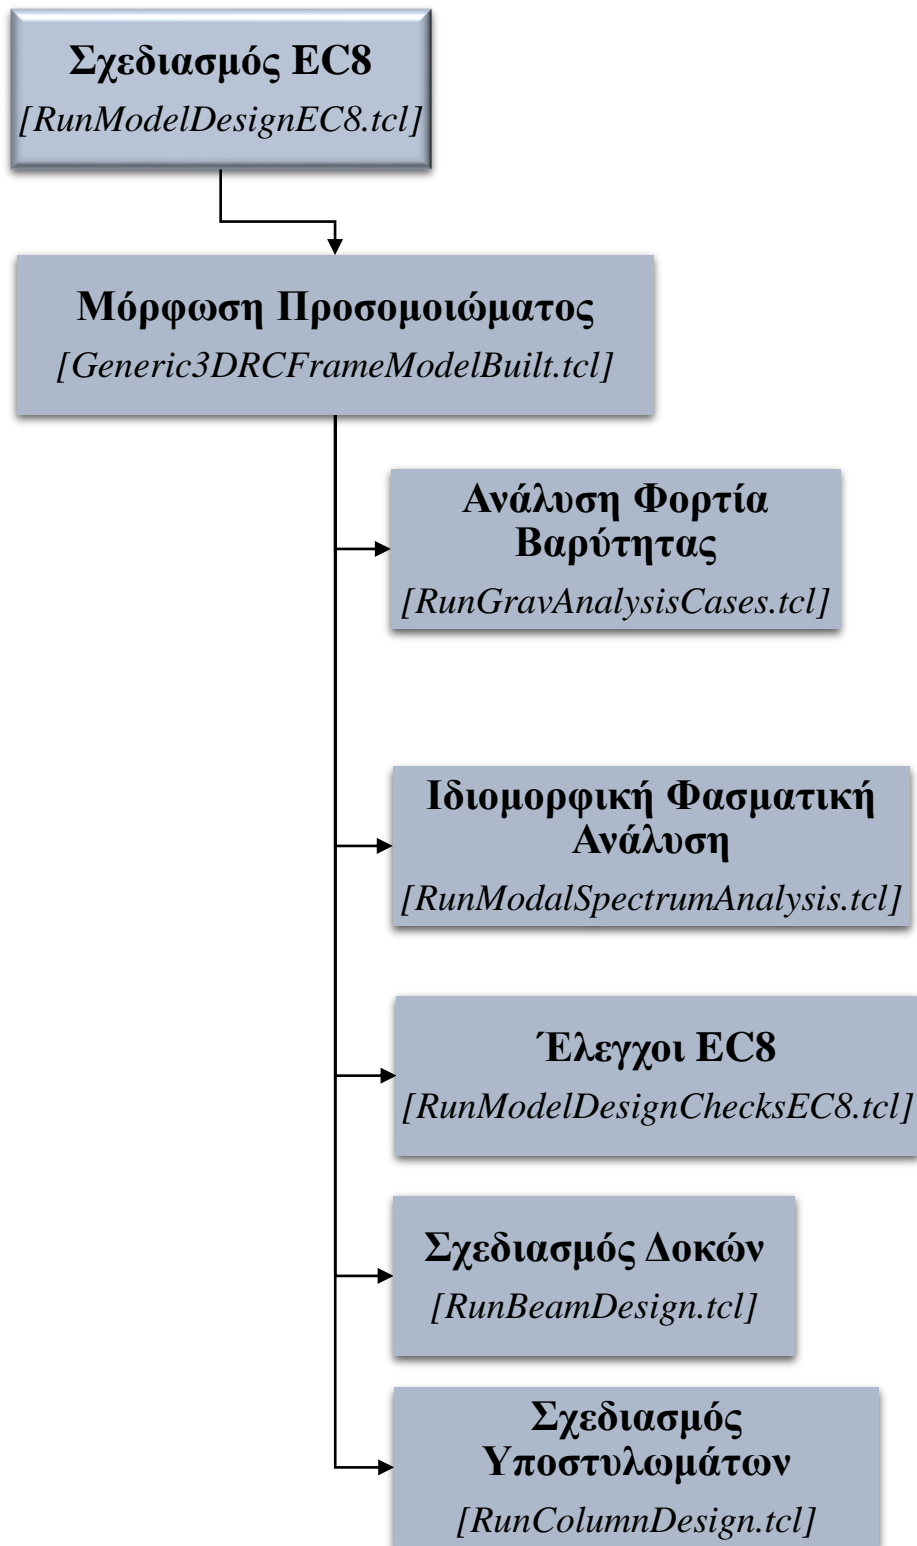 Σχεδιασμός EC8
[RunModelDesignEC8.tcl]
Μόρφωση Προσομοιώματος
[Generic3DRCFrameModelBuilt.tcl]
Ανάλυση Φορτία
Βαρύτητας
[RunGravAnalysisCases.tcl]
Ιδιομορφική Φασματική
Ανάλυση
[RunModalSpectrumAnalysis.tcl]
Έλεγχοι EC8
[RunModelDesignChecksEC8.tcl]
Σχεδιασμός Δοκών
[RunBeamDesign.tcl]
Σχεδιασμός
Υποστυλωμάτων
[RunColumnDesign.tcl]